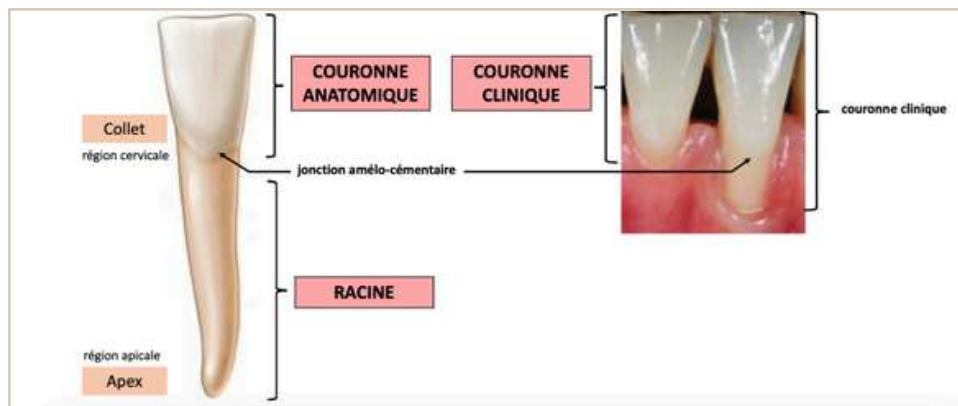 COURONNE
ANATOMIQUE
COURONNE
CLINIQUE
couronne clinique
Collet
région cervicale
jonction amélo-cémentaire
RACINE
région apicale
Apex